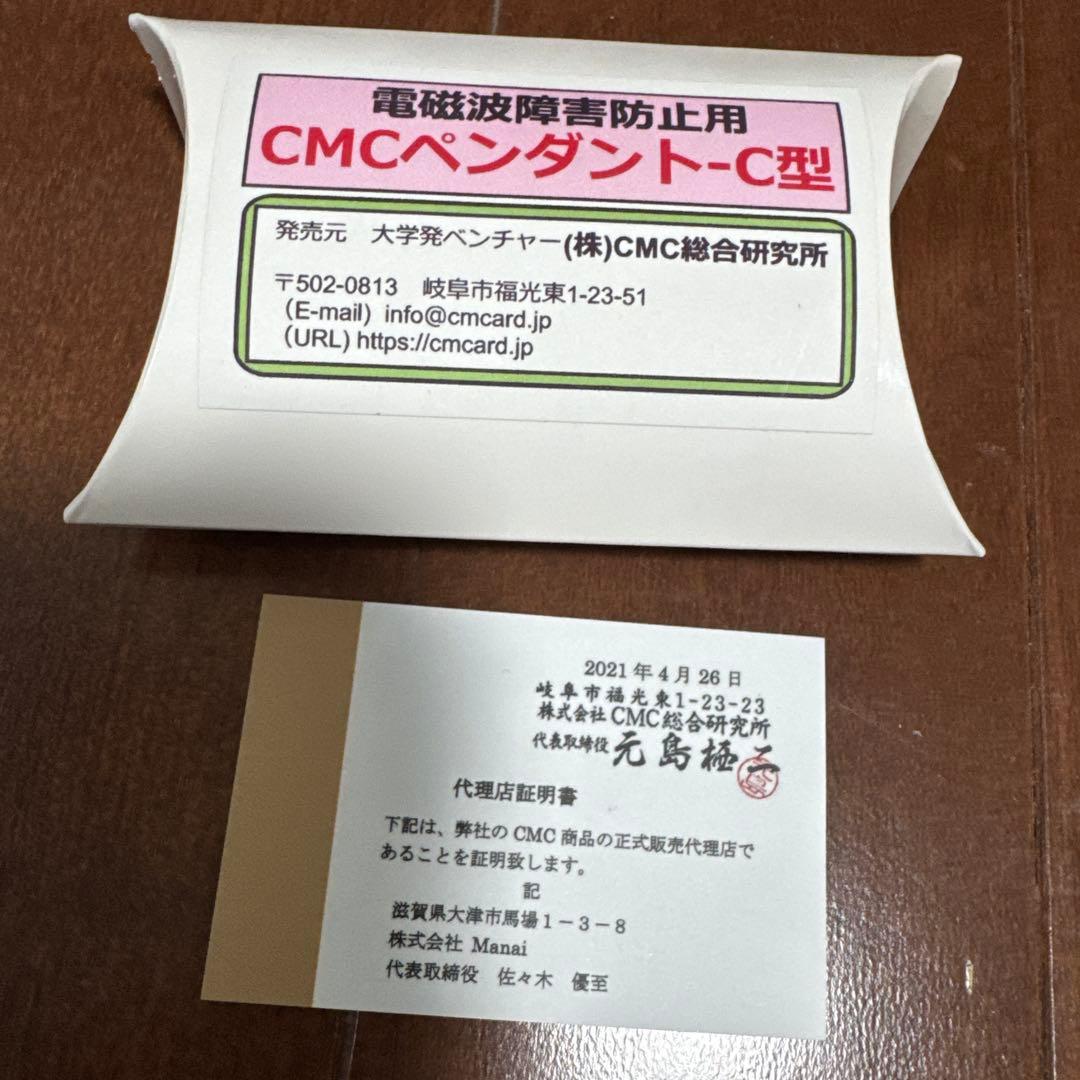 電磁波障害防止用
CMCペンダント-C型
発売元　大学発ベンチャー(株)CMC総合研究所
〒502-0813　岐阜市福光東1-23-51
（E-mail）info@cmcard.jp
（URL) https://cmcard.jp
2021年4月26日
岐阜市福光東1-23-23
株式会社 CMC総合研究所
代表取締役 元島栖二
代理店証明書
下記は、弊社の CMC 商品の正式販売代理店で
あることを証明致します。
記
滋賀県大津市馬場１－３－８
株式会社 Manai
代表取締役　佐々木　優至